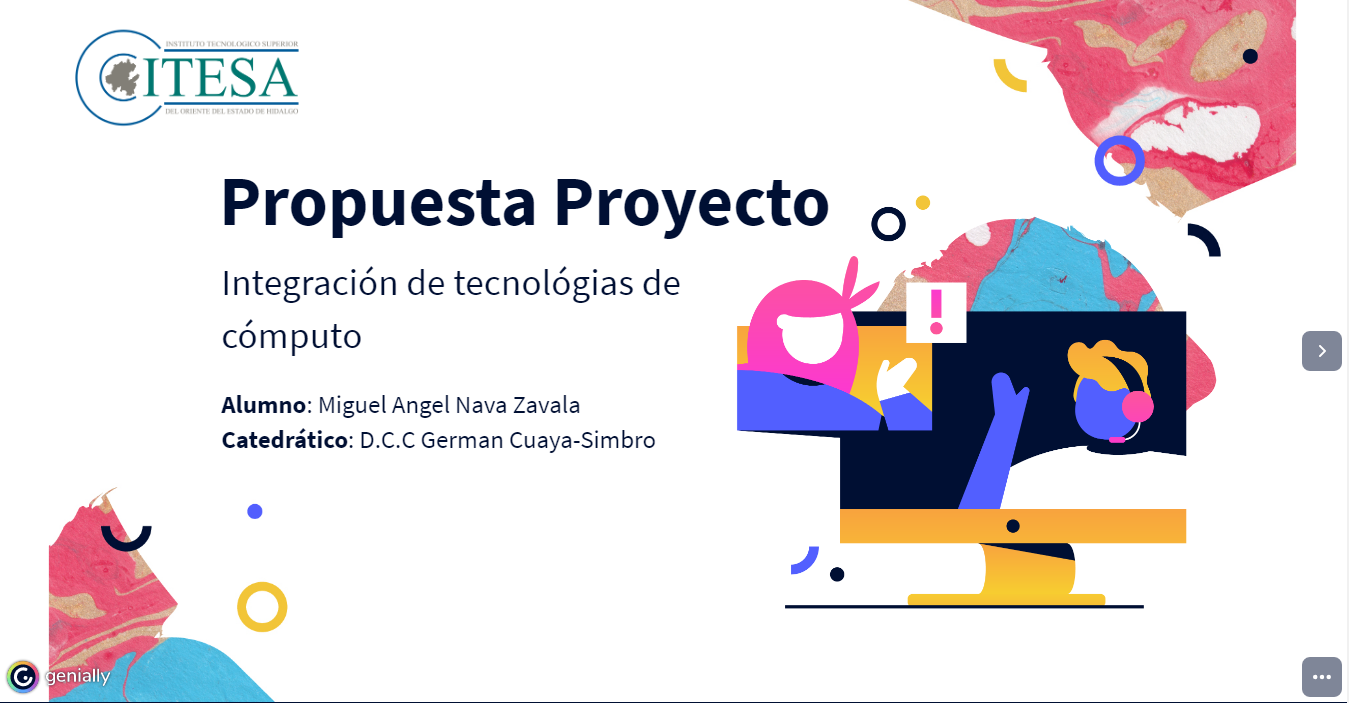 INSTITUTO TECNOLOGICO SUPERIOR
ITESA
DEL ORIENTE DEL ESTADO DE HIDALGO
Propuesta Proyecto
Integración de tecnológias de
cómputo
Alumno: Miguel Angel Nava Zavala
Catedrático: D.C.C German Cuaya-Simbro
!
genially